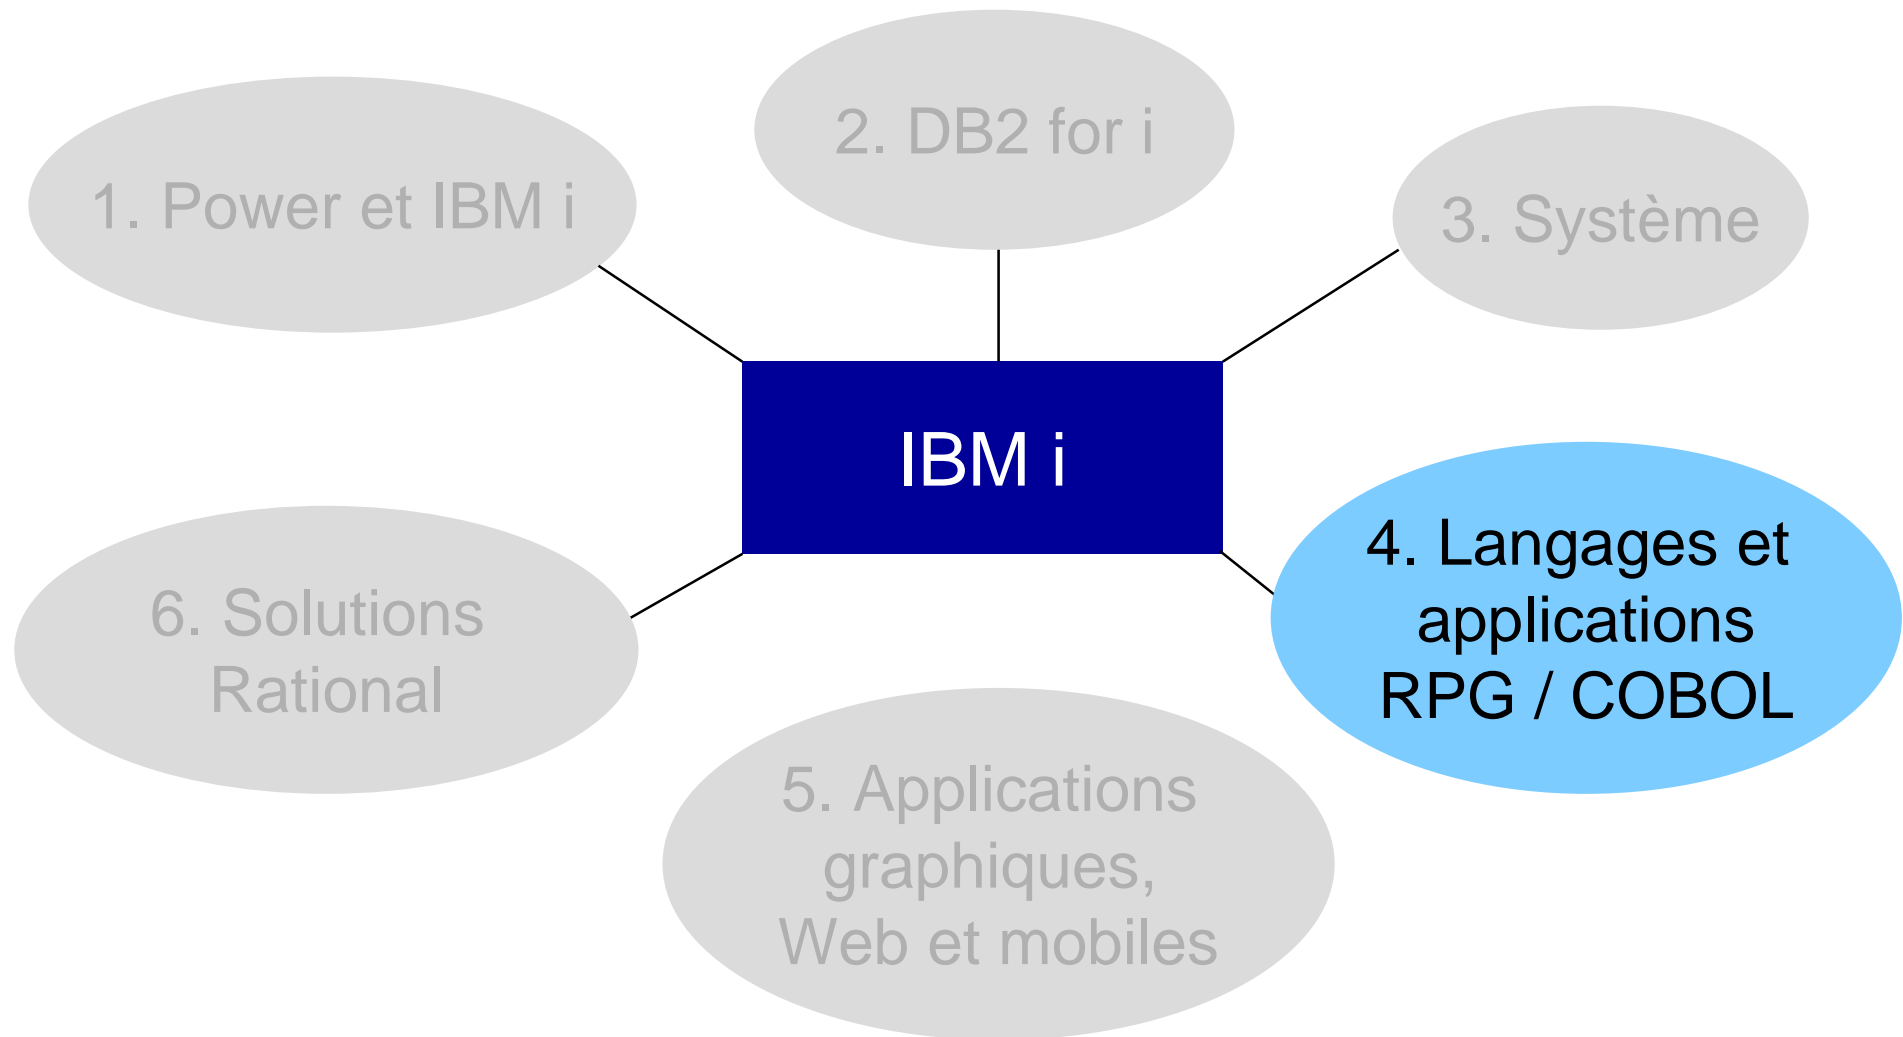 1. Power et IBM i
2. DB2 for i
3. Système
IBM i
4. Langages et
applications
RPG / COBOL
5. Applications
graphiques,
Web et mobiles
6. Solutions
Rational